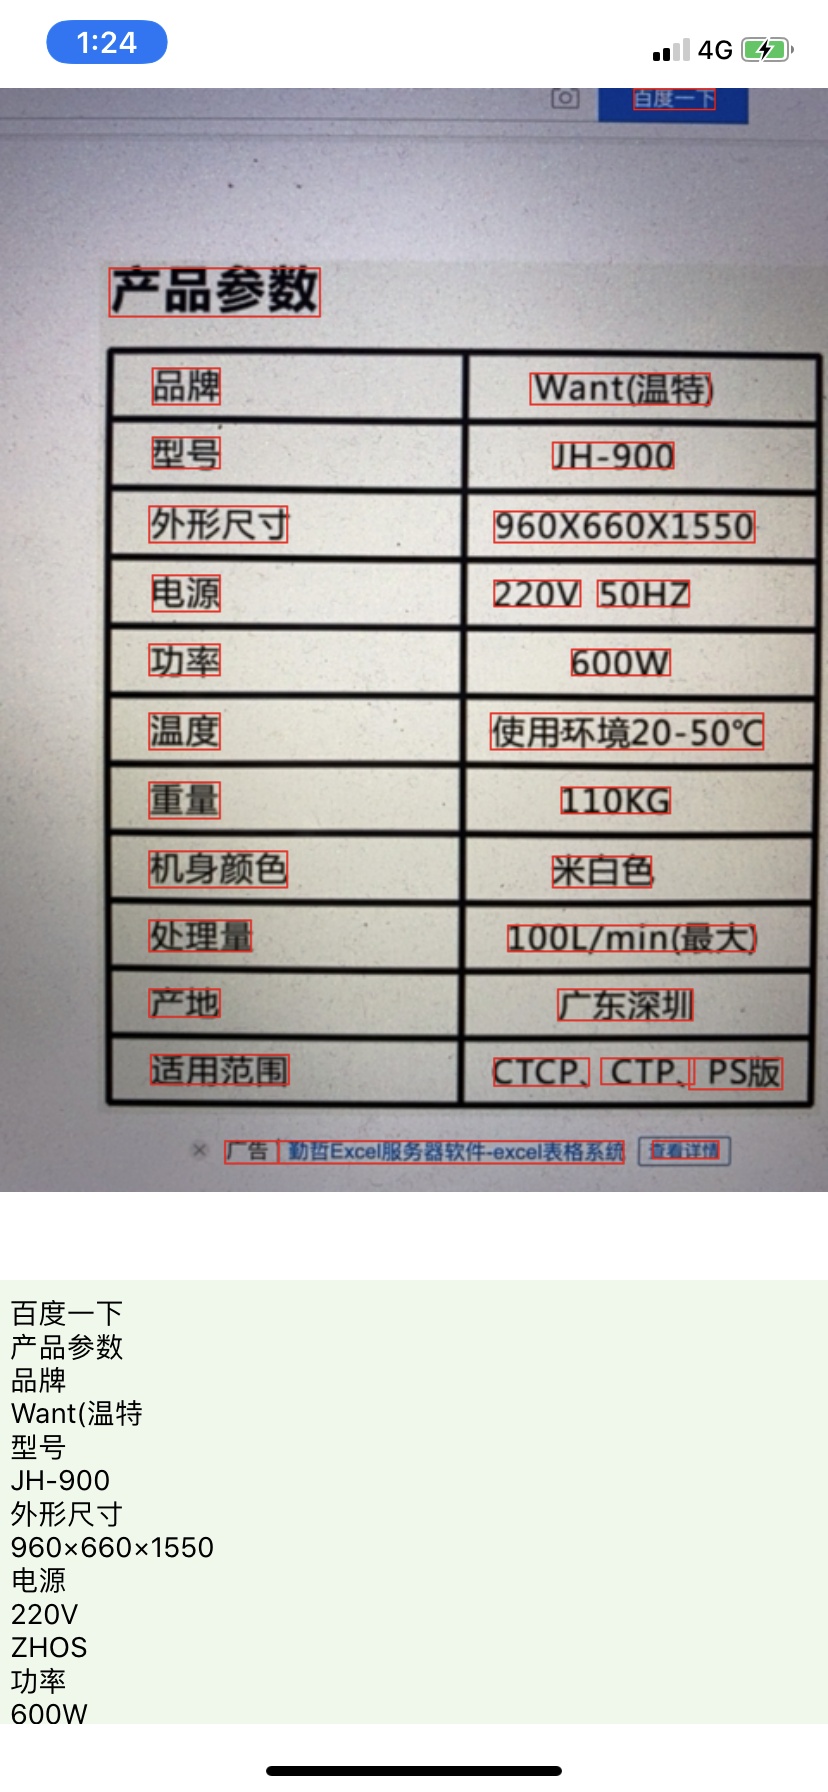 1:24 4G
百度一下
产品参数
品牌 Want(温特)
型号 JH-900
外形尺寸 960X660X1550
电源 220V 50HZ
功率 600W
温度 使用环境20-50℃
重量 110KG
机身颜色 米白色
处理量 100L/min(最大)
产地 广东深圳
适用范围 CTCP、CTP、PS版
广告 勤哲Excel服务器软件-excel表格系统 查看详情
百度一下
产品参数
品牌
Want(温特
型号
JH-900
外形尺寸
960×660×1550
电源
220V
ZHOS
功率
600W